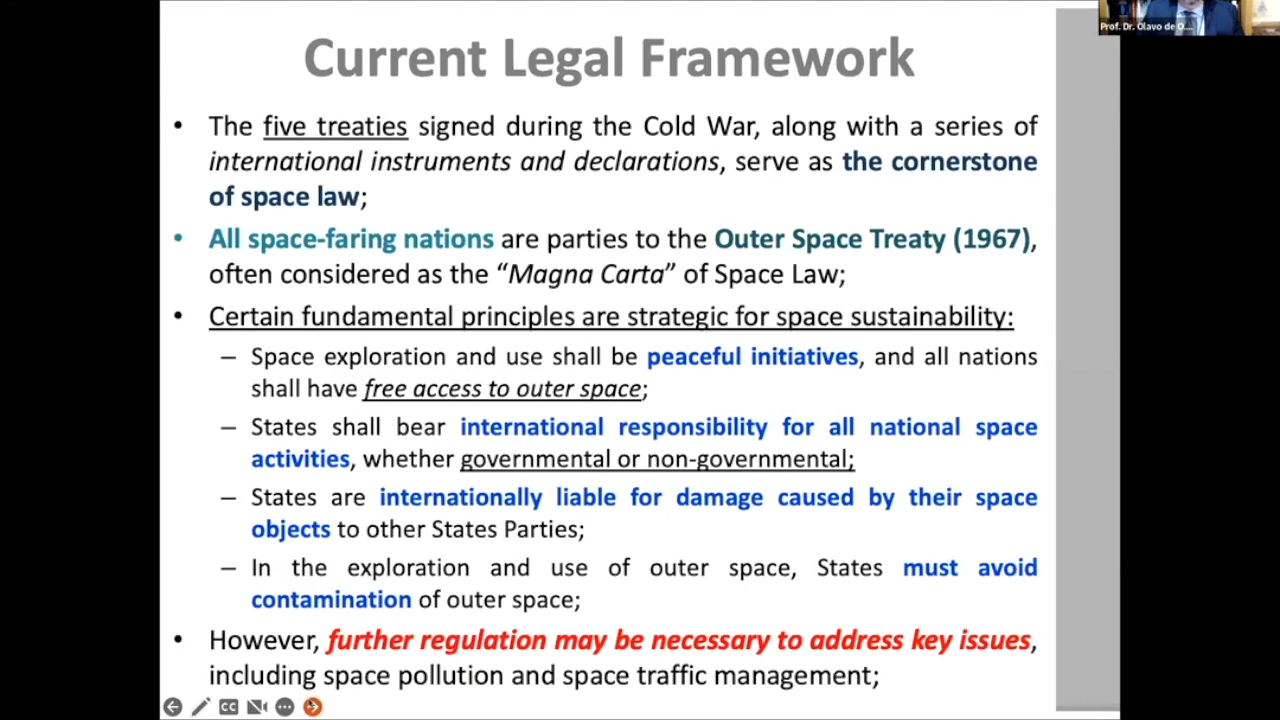 Prof. Dr. Olavo de O...
Current Legal Framework
• The five treaties signed during the Cold War, along with a series of
international instruments and declarations, serve as the cornerstone
of space law;
• All space-faring nations are parties to the Outer Space Treaty (1967),
often considered as the “Magna Carta” of Space Law;
• Certain fundamental principles are strategic for space sustainability:
– Space exploration and use shall be peaceful initiatives, and all nations
shall have free access to outer space;
– States shall bear international responsibility for all national space
activities, whether governmental or non-governmental;
– States are internationally liable for damage caused by their space
objects to other States Parties;
– In the exploration and use of outer space, States must avoid
contamination of outer space;
• However, further regulation may be necessary to address key issues,
including space pollution and space traffic management;
CC